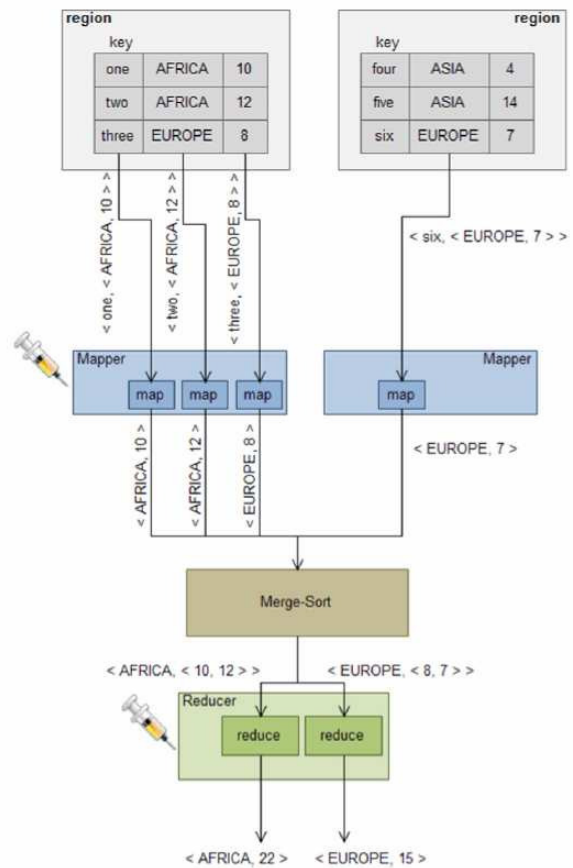 region
key
one AFRICA 10
two AFRICA 12
three EUROPE 8
region
key
four ASIA 4
five ASIA 14
six EUROPE 7
< one, < AFRICA, 10 > >
< two, < AFRICA, 12 > >
< three, < EUROPE, 8 > >
< six, < EUROPE, 7 > >
Mapper
map map map
Mapper
map
< AFRICA, 10 >
< AFRICA, 12 >
< EUROPE, 8 >
< EUROPE, 7 >
Merge-Sort
< AFRICA, < 10, 12 > >
< EUROPE, < 8, 7 > >
Reducer
reduce reduce
< AFRICA, 22 >
< EUROPE, 15 >